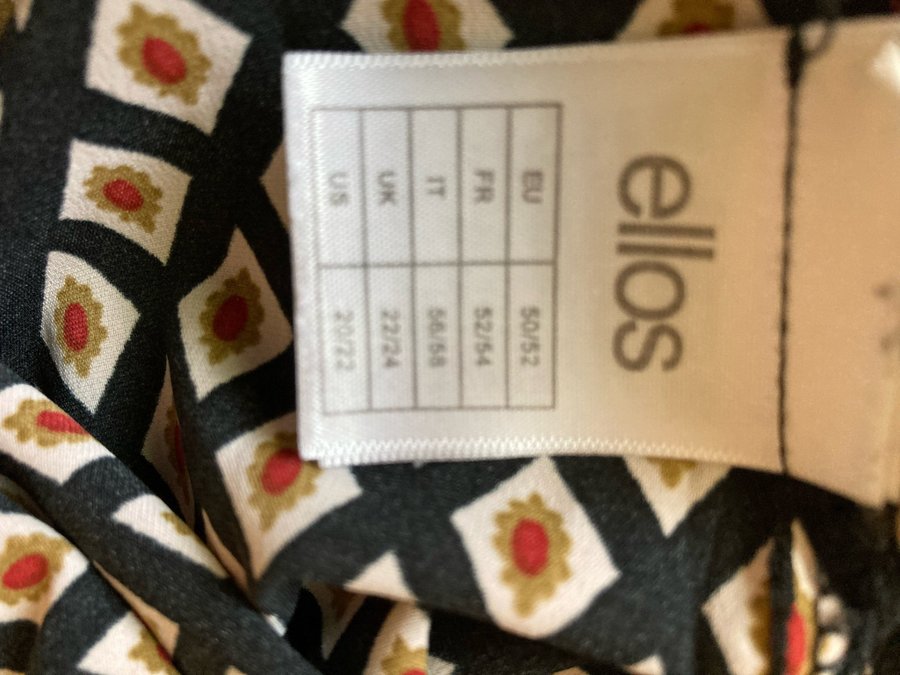 ellos
EU 50/52
FR 52/54
IT 56/58
UK 22/24
US 20/22